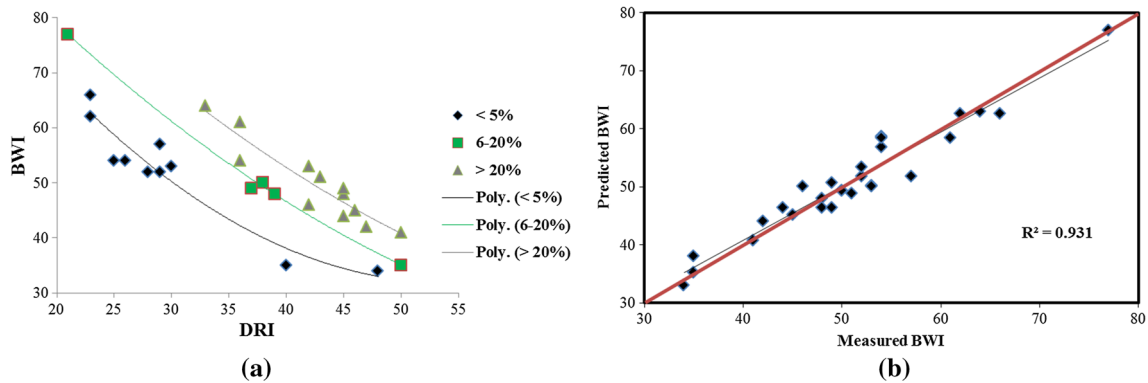 80
70
60
50
40
30
BWI
20
25
30
35
40
45
50
55
DRI
< 5%
6-20%
> 20%
Poly. (< 5%)
Poly. (6-20%)
Poly. (> 20%)
(a)
80
70
60
50
40
30
Predicted BWI
R² = 0.931
30
40
50
60
70
80
Measured BWI
(b)